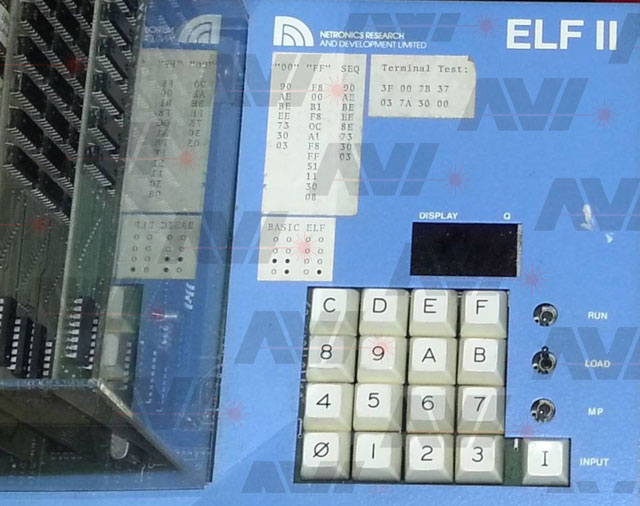 NETRONICS RESEARCH
AND DEVELOPMENT LIMITED
ELF II
"00" "FF" SEQ
90 F8 90
AE 00 AE
BE B1 BE
EE F8 EE
73 0C 8E
30 A1 73
03 F8 30
FF 03
51
11
30
08
Terminal Test:
3F 00 7B 37
03 7A 30 00
BASIC ELF
DISPLAY Q
C D E F
RUN
8 9 A B
LOAD
4 5 6 7
MP
Ø 1 2 3 I
INPUT
AVI